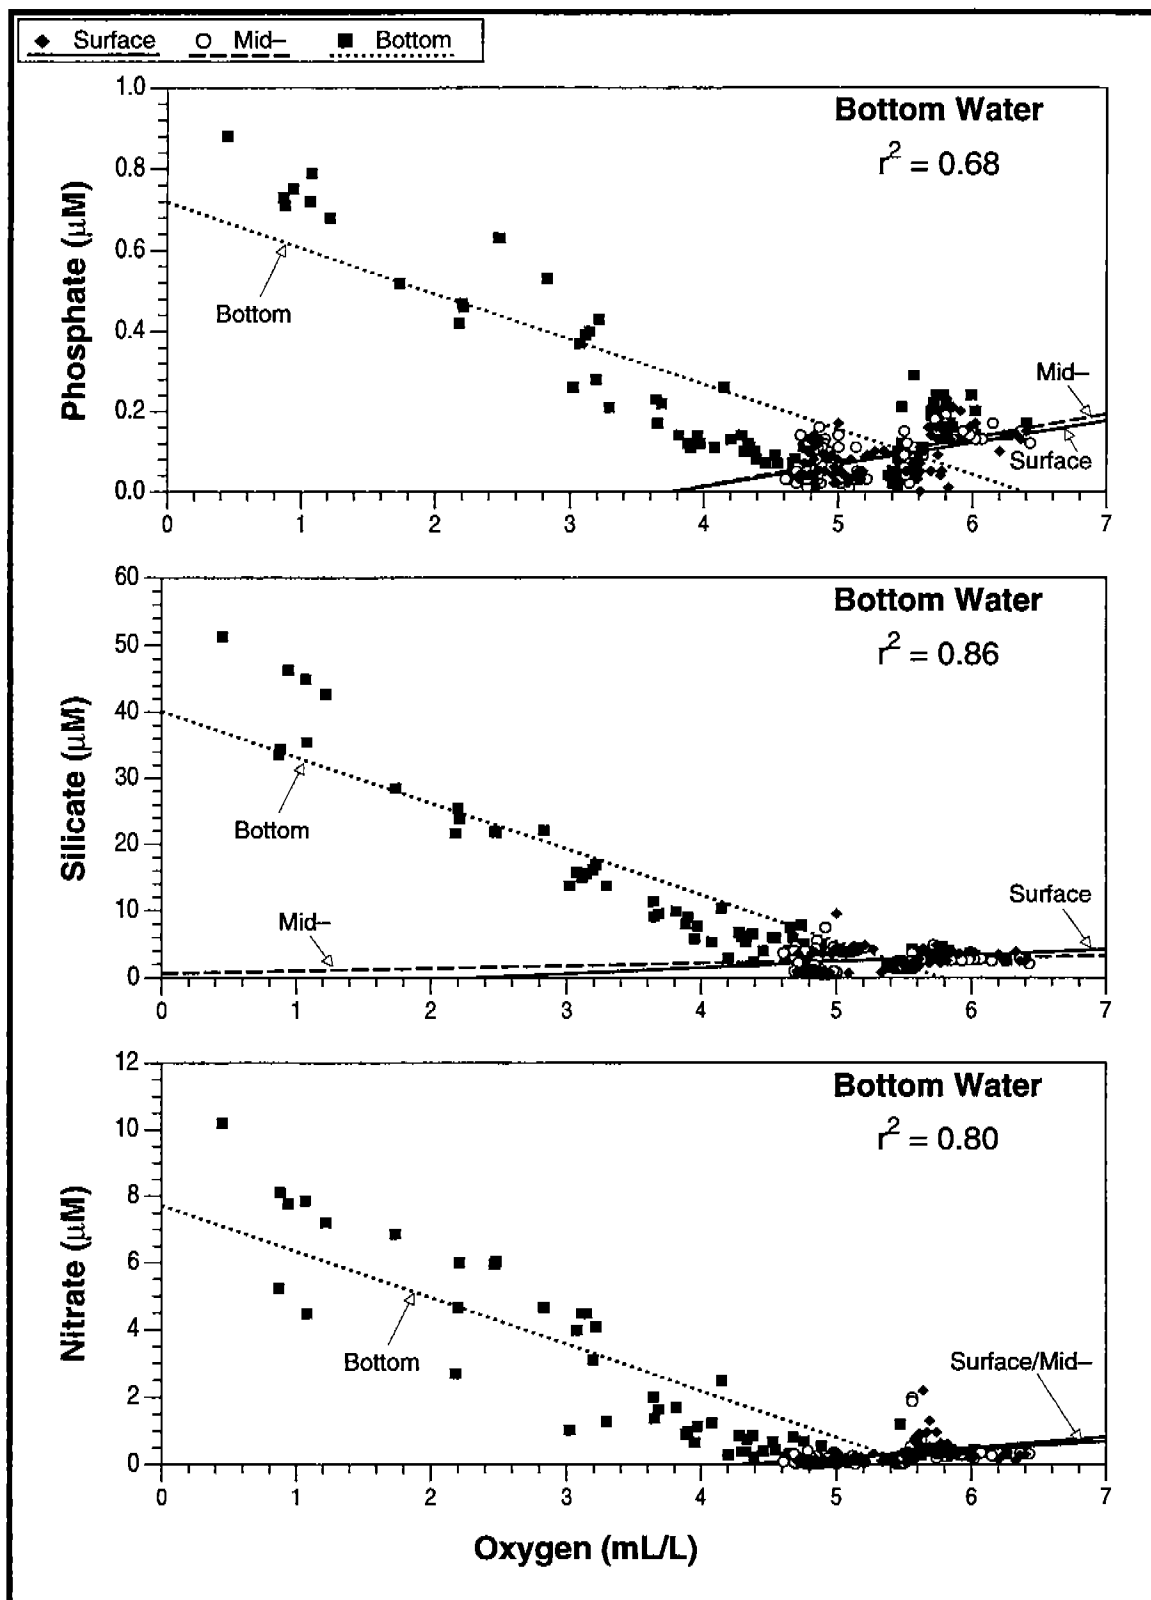 Surface Mid– Bottom
Bottom Water
r² = 0.68
Phosphate (µM)
1.0
0.8
0.6
0.4
0.2
0.0
Bottom
Mid–
Surface
0 1 2 3 4 5 6 7
Bottom Water
r² = 0.86
Silicate (µM)
60
50
40
30
20
10
0
Bottom
Mid–
Surface
0 1 2 3 4 5 6 7
Bottom Water
r² = 0.80
Nitrate (µM)
12
10
8
6
4
2
0
Bottom
Surface/Mid–
0 1 2 3 4 5 6 7
Oxygen (mL/L)